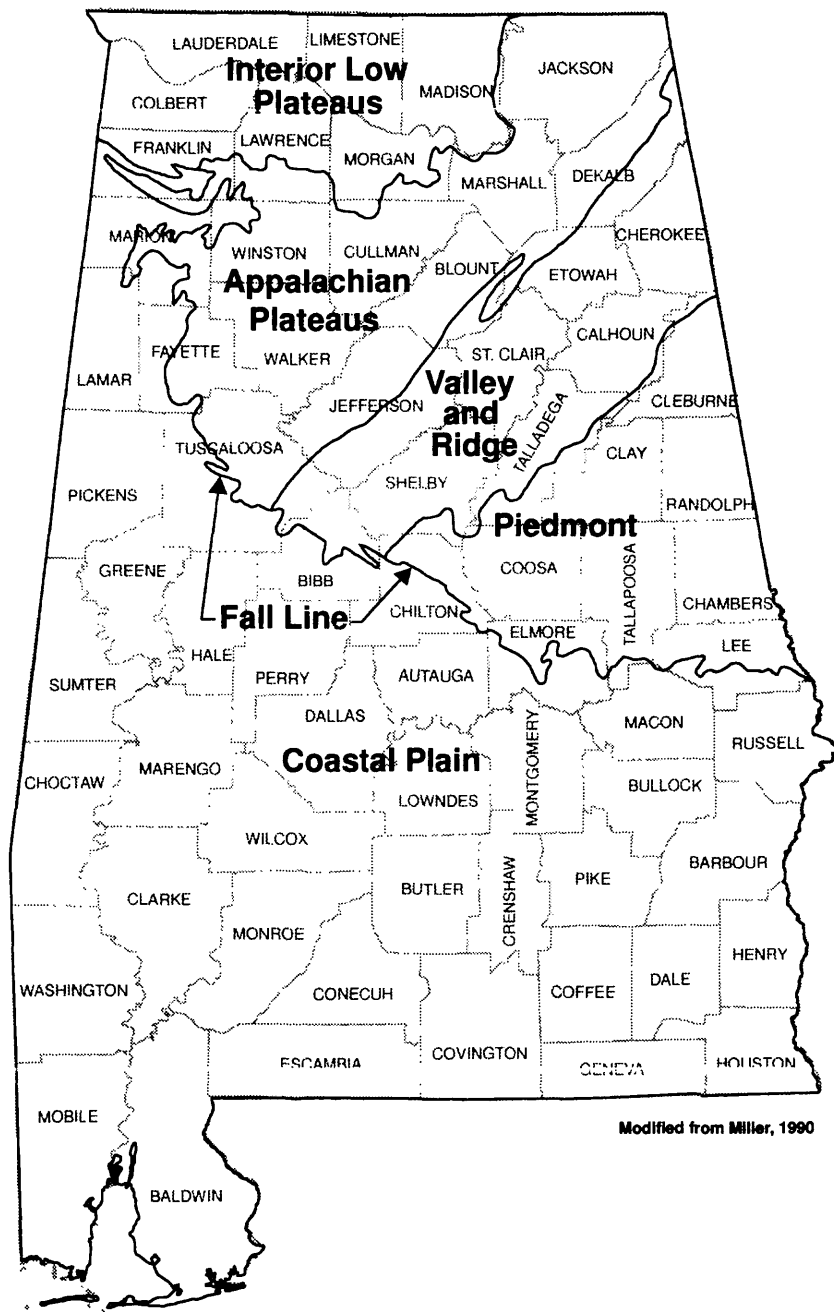 LAUDERDALE
LIMESTONE
MADISON
JACKSON
Interior Low
Plateaus
COLBERT
FRANKLIN
LAWRENCE
MORGAN
MARSHALL
DEKALB
MARION
WINSTON
CULLMAN
BLOUNT
ETOWAH
CHEROKEE
Appalachian
Plateaus
LAMAR
FAYETTE
WALKER
JEFFERSON
ST. CLAIR
CALHOUN
CLEBURNE
Valley
and
Ridge
TUSCALOOSA
TALLADEGA
CLAY
PICKENS
SHELBY
RANDOLPH
Piedmont
GREENE
BIBB
COOSA
TALLAPOOSA
CHAMBERS
Fall Line
CHILTON
ELMORE
LEE
HALE
SUMTER
PERRY
AUTAUGA
DALLAS
MONTGOMERY
MACON
RUSSELL
Coastal Plain
CHOCTAW
MARENGO
LOWNDES
BULLOCK
WILCOX
BARBOUR
CLARKE
BUTLER
CRENSHAW
PIKE
MONROE
HENRY
WASHINGTON
CONECUH
COFFEE
DALE
ESCAMBIA
COVINGTON
GENEVA
HOUSTON
MOBILE
Modified from Miller, 1990
BALDWIN